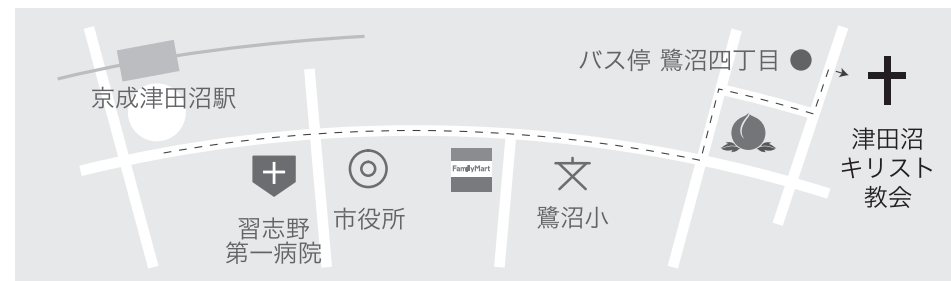 バス停 鷺沼四丁目
京成津田沼駅
津田沼
キリスト
教会
FamilyMart
習志野
第一病院
市役所
鷺沼小